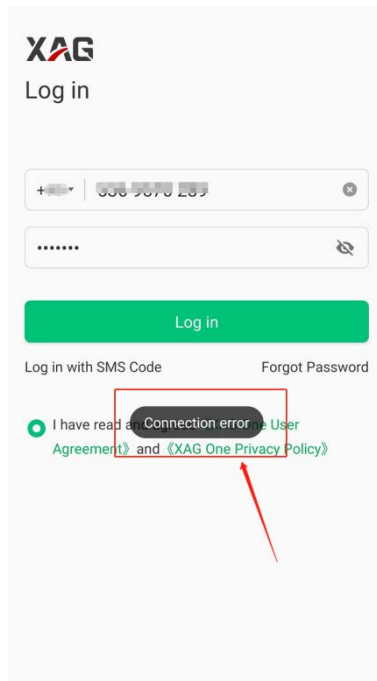 XAG
Log in
+
•••••••
Log in
Log in with SMS Code
Forgot Password
I have read
Connection error
User
Agreement》 and 《XAG One Privacy Policy》